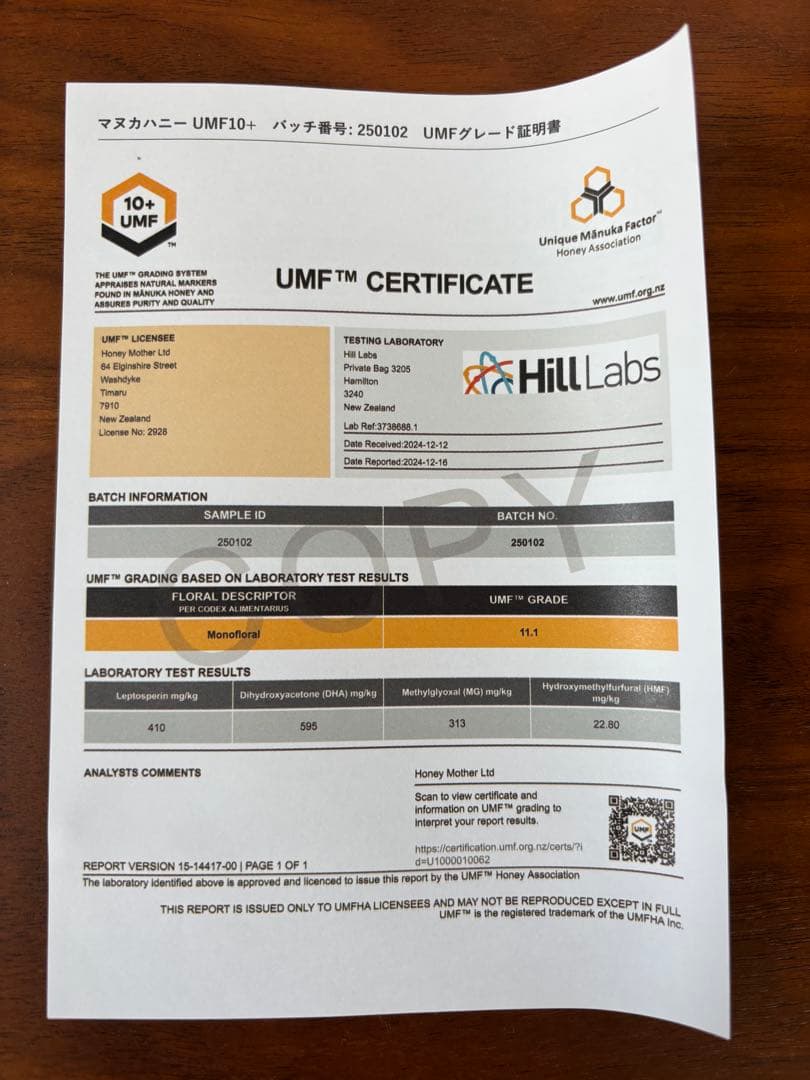 マヌカハニー UMF10+ バッチ番号: 250102 UMFグレード証明書
10+
UMF
TM
Unique Mānuka Factor™
Honey Association
THE UMF™ GRADING SYSTEM
APPRAISES NATURAL MARKERS
FOUND IN MĀNUKA HONEY AND
ASSURES PURITY AND QUALITY
UMF™ CERTIFICATE
www.umf.org.nz
UMF™ LICENSEE
Honey Mother Ltd
84 Elginshire Street
Washdyke
Timaru
7910
New Zealand
License No: 2928
TESTING LABORATORY
Hill Labs
Private Bag 3205
Hamilton
3240
New Zealand
Hill Labs
Lab Ref:3738688.1
Date Received:2024-12-12
Date Reported:2024-12-16
COPY
BATCH INFORMATION
SAMPLE ID BATCH NO.
250102 250102
UMF™ GRADING BASED ON LABORATORY TEST RESULTS
FLORAL DESCRIPTOR
PER CODEX ALIMENTARIUS
UMF™ GRADE
Monofloral 11.1
LABORATORY TEST RESULTS
Leptosperin mg/kg Dihydroxyacetone (DHA) mg/kg Methylglyoxal (MG) mg/kg Hydroxymethylfurfural (HMF)
mg/kg
410 595 313 22.80
ANALYSTS COMMENTS
Honey Mother Ltd
Scan to view certificate and
information on UMF™ grading to
interpret your report results.
https://certification.umf.org.nz/certs/?i
d=U1000010062
UMF
REPORT VERSION 15-14417-00 | PAGE 1 OF 1
The laboratory identified above is approved and licenced to issue this report by the UMF™ Honey Association
THIS REPORT IS ISSUED ONLY TO UMFHA LICENSEES AND MAY NOT BE REPRODUCED EXCEPT IN FULL
UMF™ is the registered trademark of the UMFHA Inc.